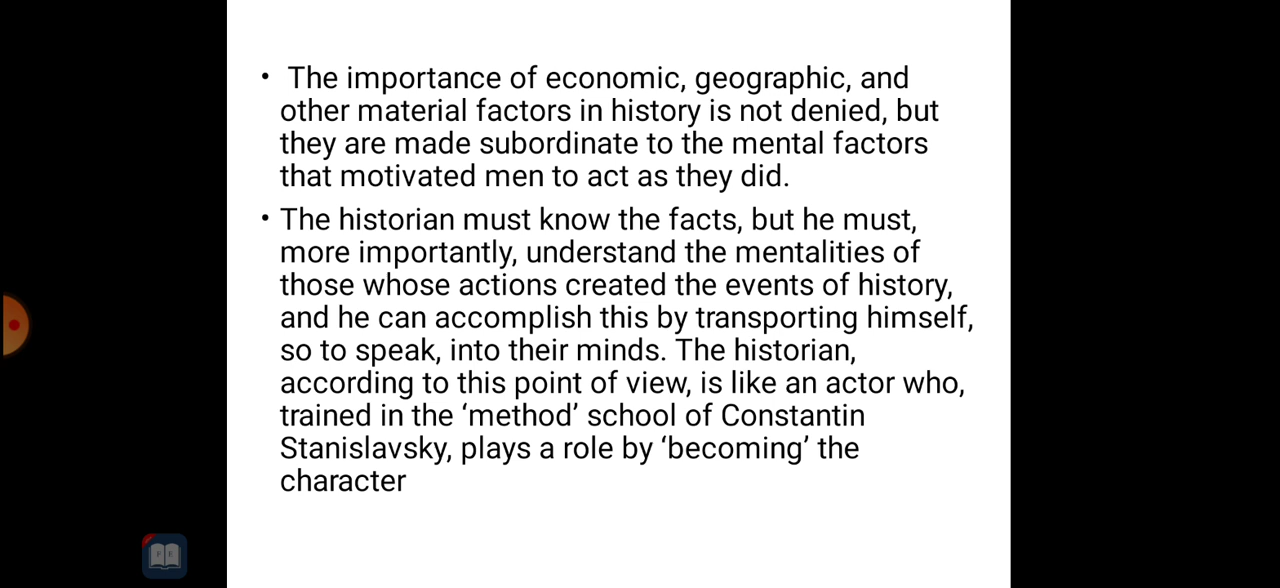 • The importance of economic, geographic, and
other material factors in history is not denied, but
they are made subordinate to the mental factors
that motivated men to act as they did.
• The historian must know the facts, but he must,
more importantly, understand the mentalities of
those whose actions created the events of history,
and he can accomplish this by transporting himself,
so to speak, into their minds. The historian,
according to this point of view, is like an actor who,
trained in the ‘method’ school of Constantin
Stanislavsky, plays a role by ‘becoming’ the
character